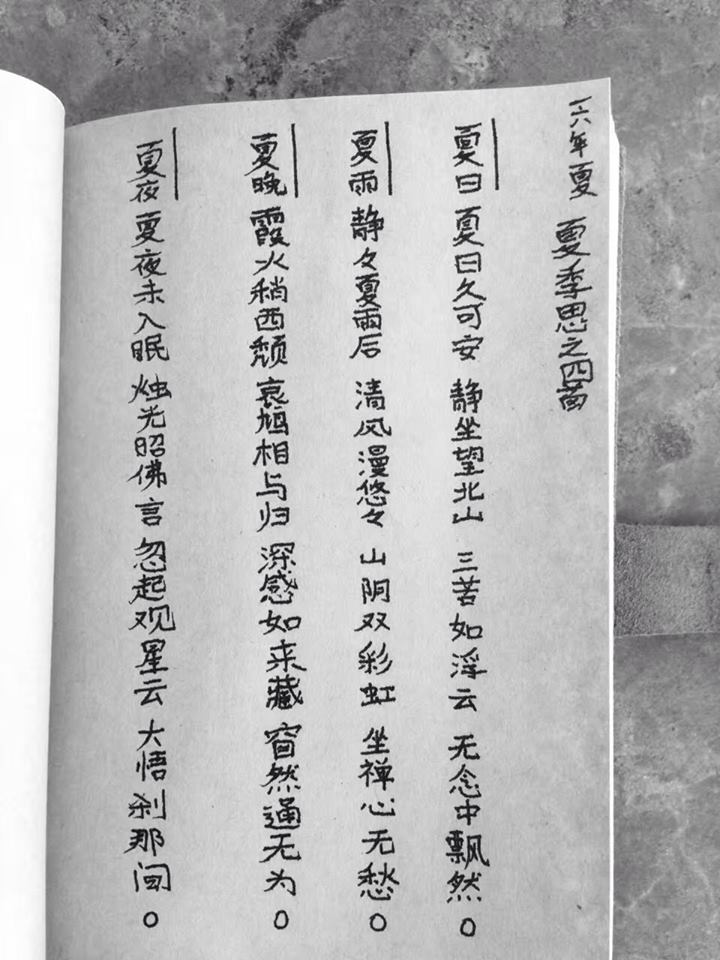 一六年夏 夏季思之四首
夏日 夏日久可安 静坐望北山 三苦如浮云 无念中飘然。
夏雨 静々夏雨后 清风漫悠々 山阴双彩虹 坐禅心无愁。
夏晚 霞火稍西颓 哀鸠相与归 深感如来藏 窅然通无为。
夏夜 夏夜未入眠 烛光昭佛言 忽起观星云 大悟刹那间。